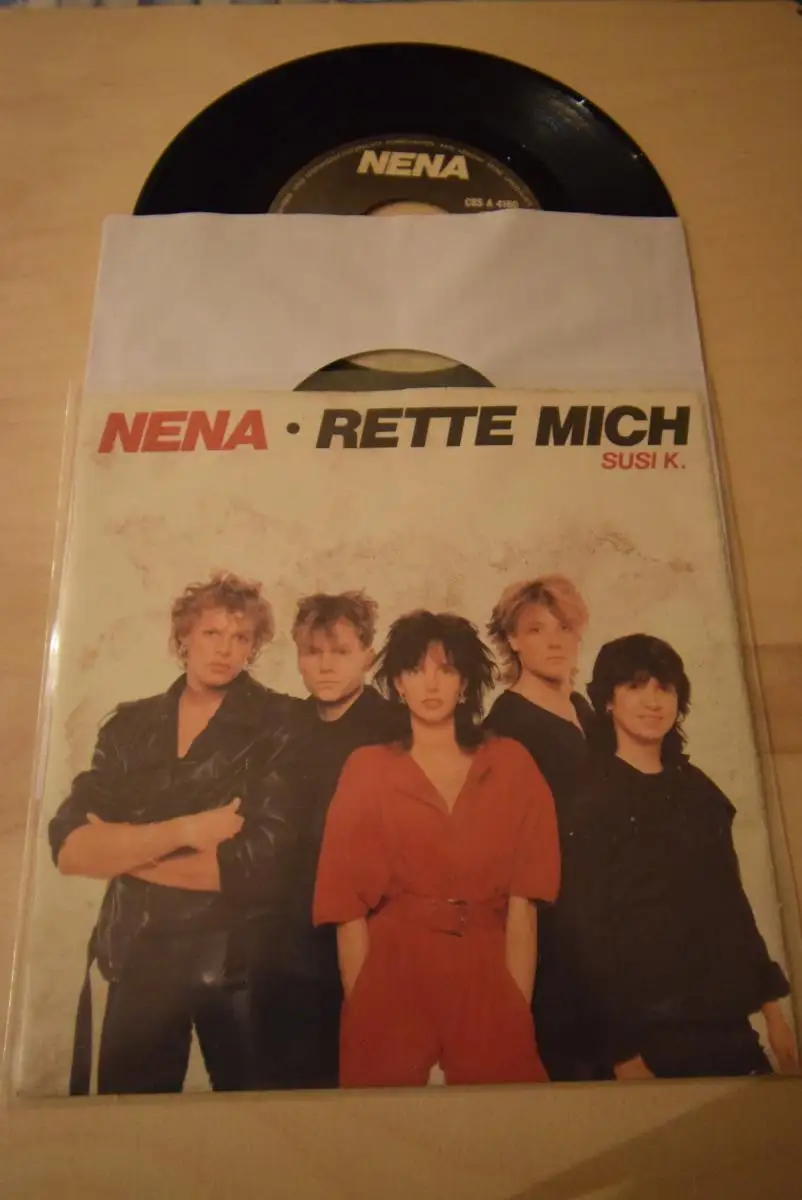 NENA
CBS A 4160
NENA • RETTE MICH
SUSI K.